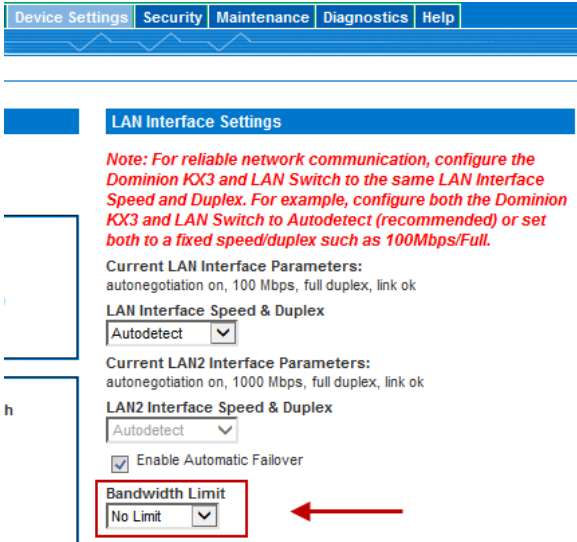 Device Settings Security Maintenance Diagnostics Help
LAN Interface Settings
Note: For reliable network communication, configure the
Dominion KX3 and LAN Switch to the same LAN Interface
Speed and Duplex. For example, configure both the Dominion
KX3 and LAN Switch to Autodetect (recommended) or set
both to a fixed speed/duplex such as 100Mbps/Full.
Current LAN Interface Parameters:
autonegotiation on, 100 Mbps, full duplex, link ok
LAN Interface Speed & Duplex
Autodetect
Current LAN2 Interface Parameters:
autonegotiation on, 1000 Mbps, full duplex, link ok
h
LAN2 Interface Speed & Duplex
Autodetect
Enable Automatic Failover
Bandwidth Limit
No Limit